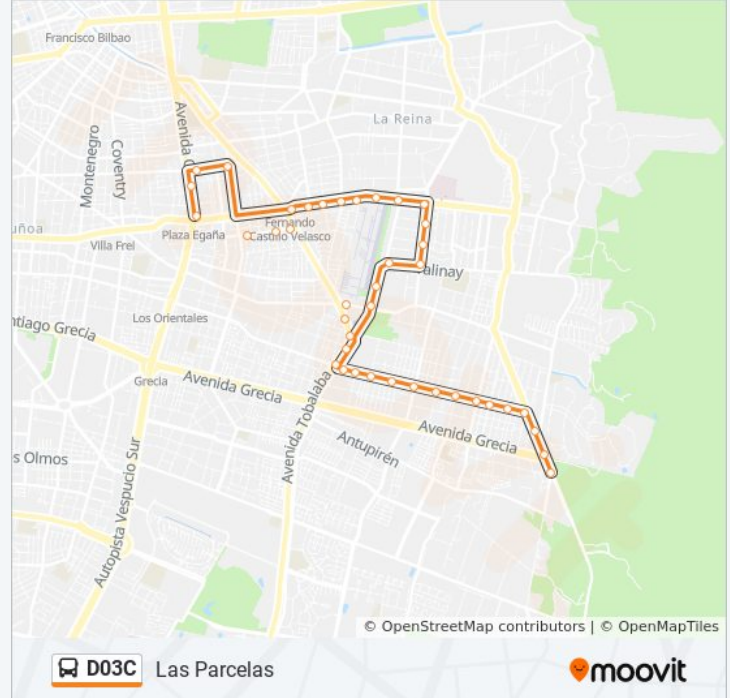 Francisco Bilbao
La Reina
Avenida
Montenegro
Coventry
uñoa
Villa Frei
Plaza Egaña
Fernando
Castillo Velasco
alinay
Los Orientales
ntiago Grecia
Grecia
Avenida Grecia
Avenida Tobalaba
Avenida Grecia
Antupirén
s Olmos
Autopista Vespucio Sur
© OpenStreetMap contributors | © OpenMapTiles
D03C Las Parcelas
moovit